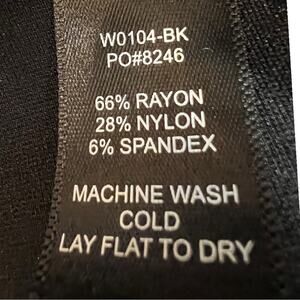 W0104-BK
PO#8246
66% RAYON
28% NYLON
6% SPANDEX
MACHINE WASH
COLD
LAY FLAT TO DRY